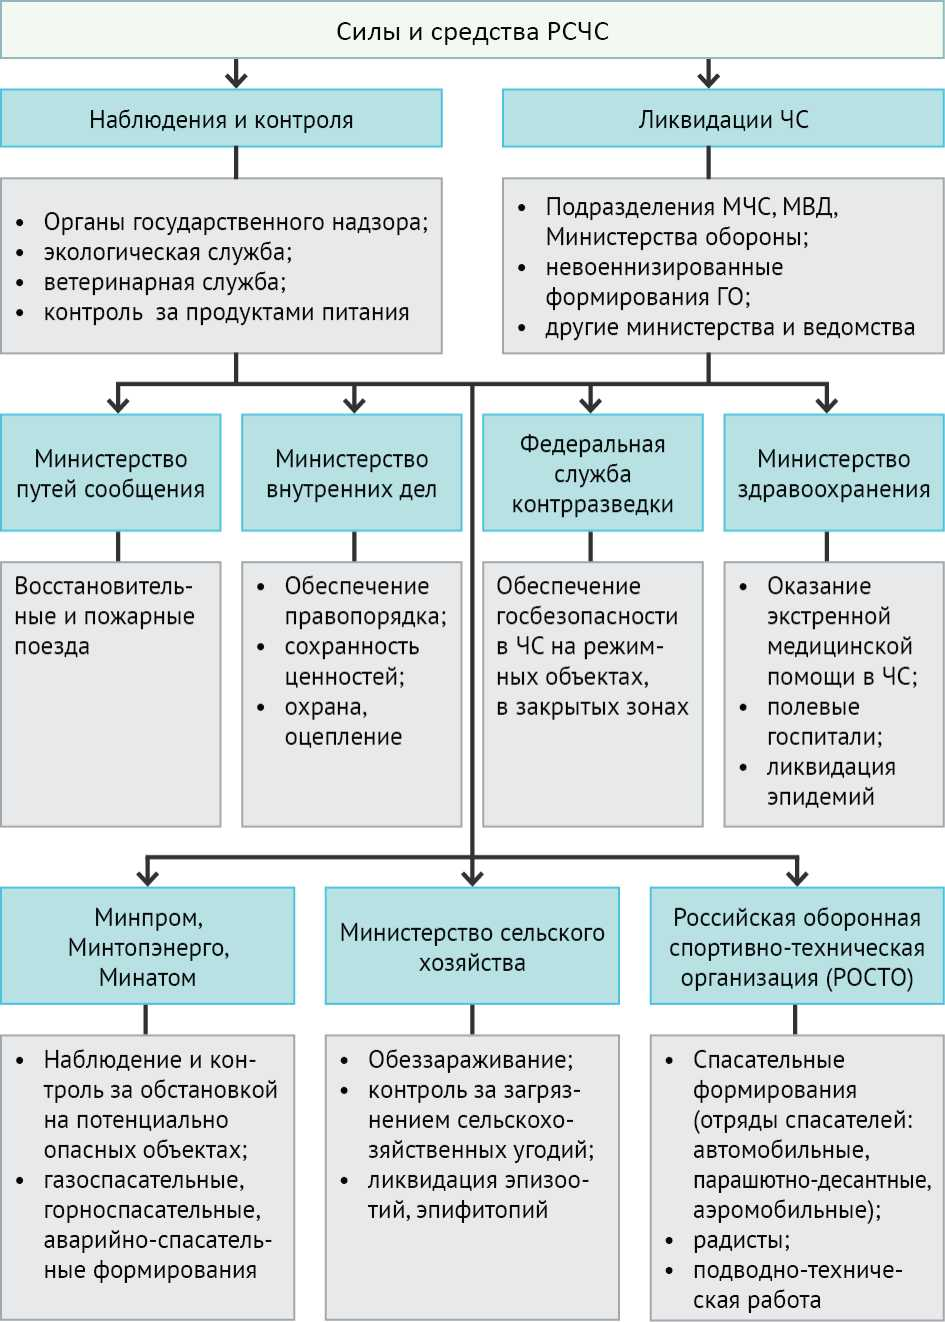 Силы и средства РСЧС
Наблюдения и контроля
Ликвидации ЧС
• Органы государственного надзора;
• экологическая служба;
• ветеринарная служба;
• контроль за продуктами питания
• Подразделения МЧС, МВД,
Министерства обороны;
• невоеннизированные
формирования ГО;
• другие министерства и ведомства
Министерство
путей сообщения
Министерство
внутренних дел
Федеральная
служба
контрразведки
Министерство
здравоохранения
Восстановитель-
ные и пожарные
поезда
• Обеспечение
правопорядка;
• сохранность
ценностей;
• охрана,
оцепление
Обеспечение
госбезопасности
в ЧС на режим-
ных объектах,
в закрытых зонах
• Оказание
экстренной
медицинской
помощи в ЧС;
• полевые
госпитали;
• ликвидация
эпидемий
Минпром,
Минтопэнерго,
Минатом
Министерство сельского
хозяйства
Российская оборонная
спортивно-техническая
организация (РОСТО)
• Наблюдение и кон-
троль за обстановкой
на потенциально
опасных объектах;
• газоспасательные,
горноспасательные,
аварийно-спасатель-
ные формирования
• Обеззараживание;
• контроль за загряз-
нением сельскохо-
зяйственных угодий;
• ликвидация эпизоо-
тий, эпифитопий
• Спасательные
формирования
(отряды спасателей:
автомобильные,
парашютно-десантные,
аэромобильные);
• радисты;
• подводно-техниче-
ская работа